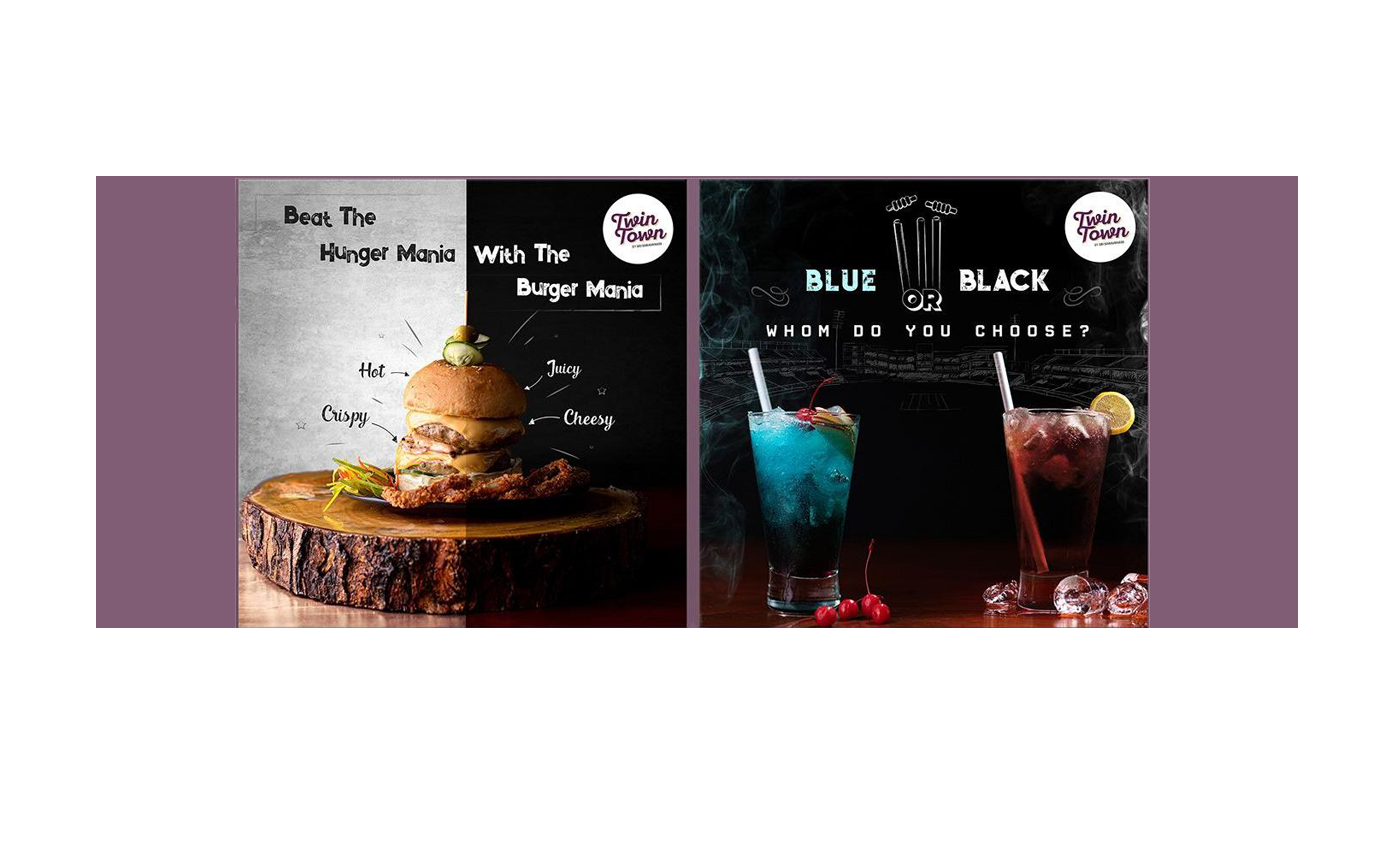 Beat The
Hunger Mania
With The
Burger Mania
Twin
Town
Hot
Juicy
Crispy
Cheesy
Twin
Town
BLUE
OR
BLACK
WHOM DO YOU CHOOSE?